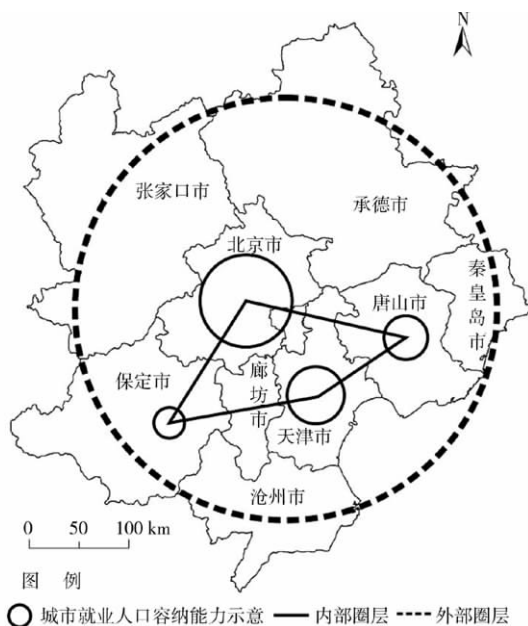 N
张家口市
承德市
北京市
秦皇岛市
唐山市
保定市
廊坊市
天津市
沧州市
0 50 100 km
图 例
城市就业人口容纳能力示意 内部圈层 外部圈层